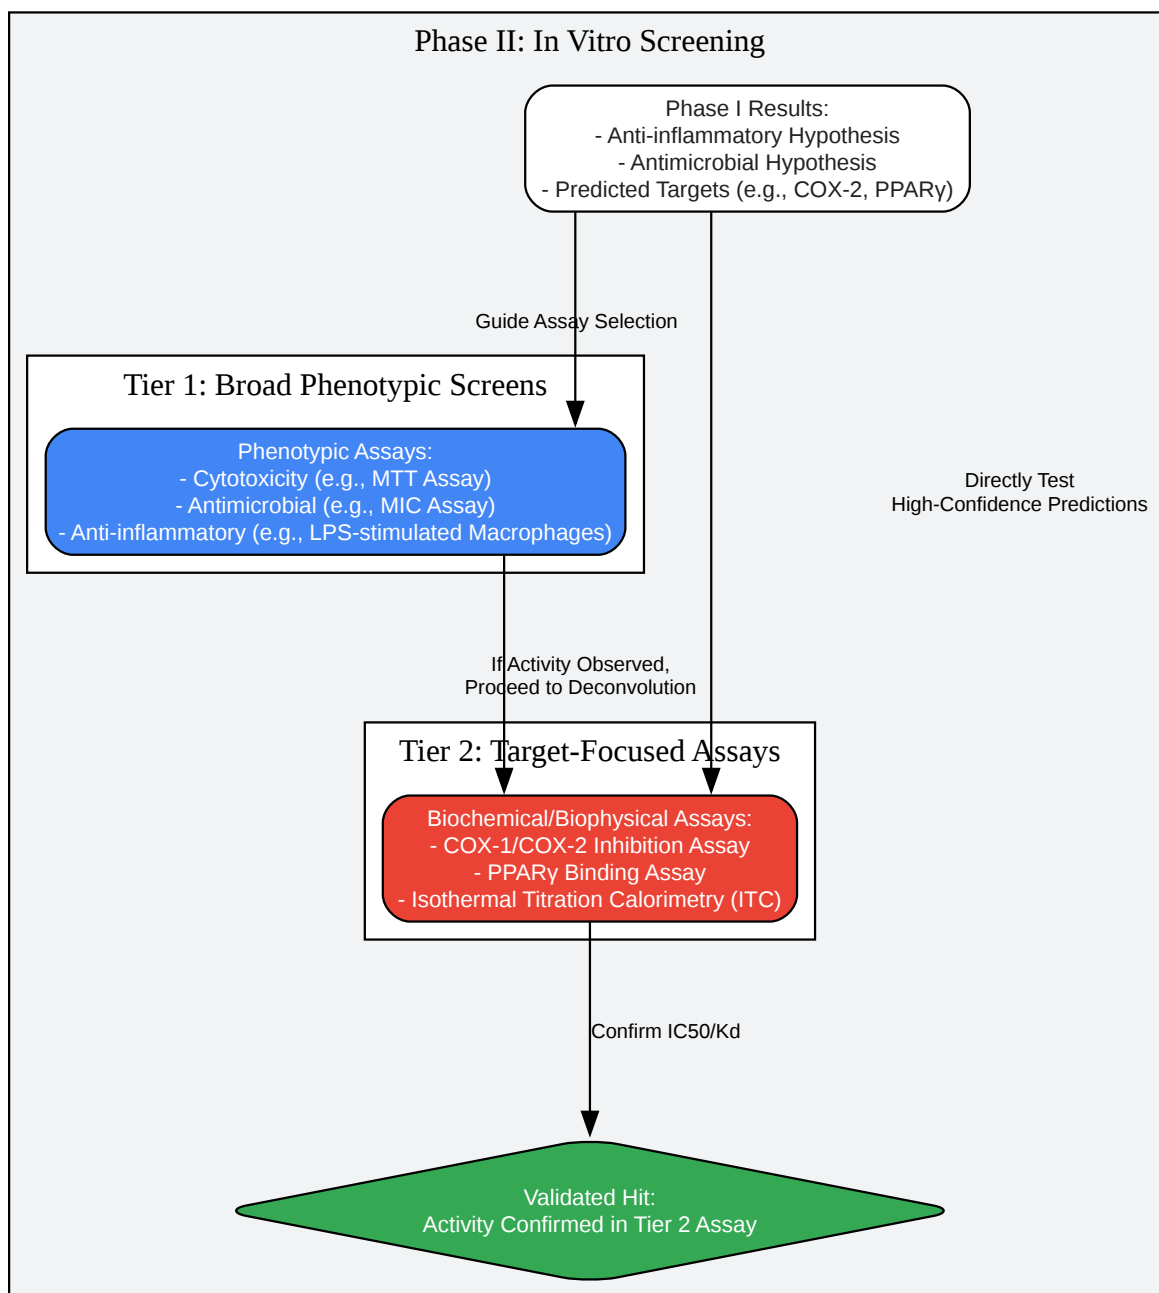 Phase II: In Vitro Screening
Phase I Results:
- Anti-inflammatory Hypothesis
- Antimicrobial Hypothesis
- Predicted Targets (e.g., COX-2, PPARγ)
Guide Assay Selection
Tier 1: Broad Phenotypic Screens
Phenotypic Assays:
- Cytotoxicity (e.g., MTT Assay)
- Antimicrobial (e.g., MIC Assay)
- Anti-inflammatory (e.g., LPS-stimulated Macrophages)
Directly Test
High-Confidence Predictions
If Activity Observed,
Proceed to Deconvolution
Tier 2: Target-Focused Assays
Biochemical/Biophysical Assays:
- COX-1/COX-2 Inhibition Assay
- PPARγ Binding Assay
- Isothermal Titration Calorimetry (ITC)
Confirm IC50/Kd
Validated Hit:
Activity Confirmed in Tier 2 Assay